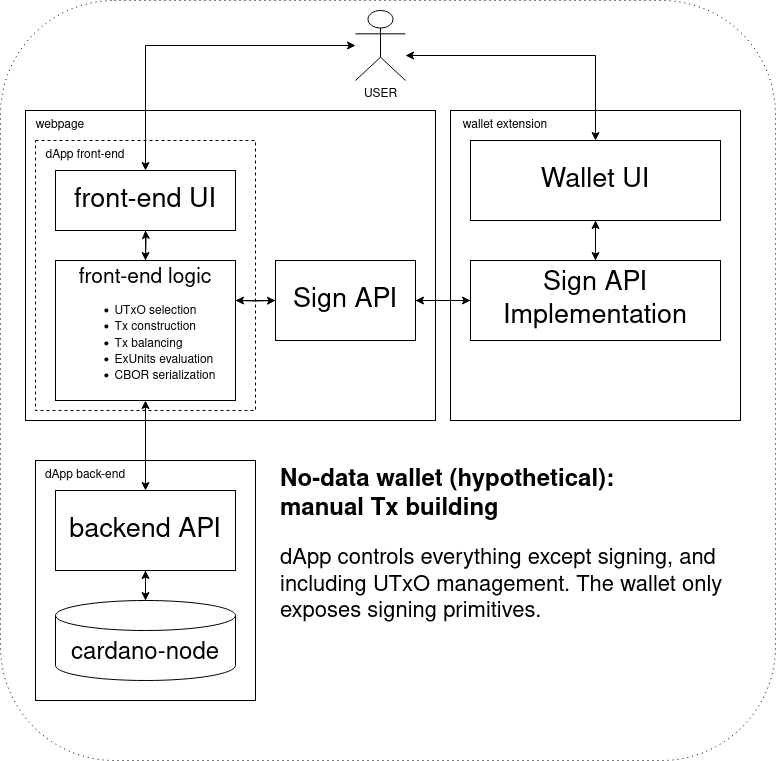 USER
webpage
dApp front-end
front-end UI
front-end logic
• UTxO selection
• Tx construction
• Tx balancing
• ExUnits evaluation
• CBOR serialization
Sign API
wallet extension
Wallet UI
Sign API
Implementation
dApp back-end
backend API
cardano-node
No-data wallet (hypothetical):
manual Tx building
dApp controls everything except signing, and
including UTxO management. The wallet only
exposes signing primitives.